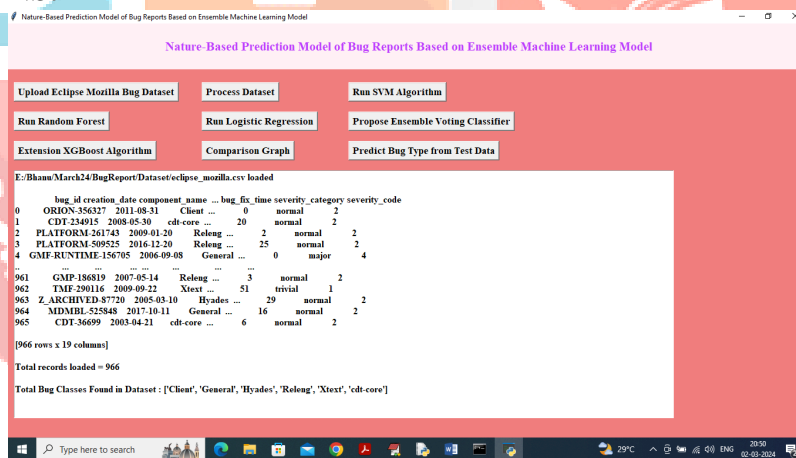 Nature-Based Prediction Model of Bug Reports Based on Ensemble Machine Learning Model
Nature-Based Prediction Model of Bug Reports Based on Ensemble Machine Learning Model
Upload Eclipse Mozilla Bug Dataset Process Dataset Run SVM Algorithm
Run Random Forest Run Logistic Regression Propose Ensemble Voting Classifier
Extension XGBoost Algorithm Comparison Graph Predict Bug Type from Test Data
E:/Bhanu/March24/BugReport/Dataset/eclipse_mozilla.csv loaded
bug_id creation_date component_name ... bug_fix_time severity_category severity_code
0 ORION-356327 2011-08-31 Client ... 0 normal 2
1 CDT-234915 2008-05-30 cdt-core ... 20 normal 2
2 PLATFORM-261743 2009-01-20 Releng ... 2 normal 2
3 PLATFORM-509525 2016-12-20 Releng ... 25 normal 2
4 GMF-RUNTIME-156705 2006-09-08 General ... 0 major 4
.. ... ... ... ... ... ... ...
961 GMP-186819 2007-05-14 Releng ... 3 normal 2
962 TMF-290116 2009-09-22 Xtext ... 51 trivial 1
963 Z_ARCHIVED-87720 2005-03-10 Hyades ... 29 normal 2
964 MDMBL-525848 2017-10-11 General ... 16 normal 2
965 CDT-36699 2003-04-21 cdt-core ... 6 normal 2
[966 rows x 19 columns]
Total records loaded = 966
Total Bug Classes Found in Dataset : ['Client', 'General', 'Hyades', 'Releng', 'Xtext', 'cdt-core']
Type here to search 29°C ENG 20:50
02-03-2024